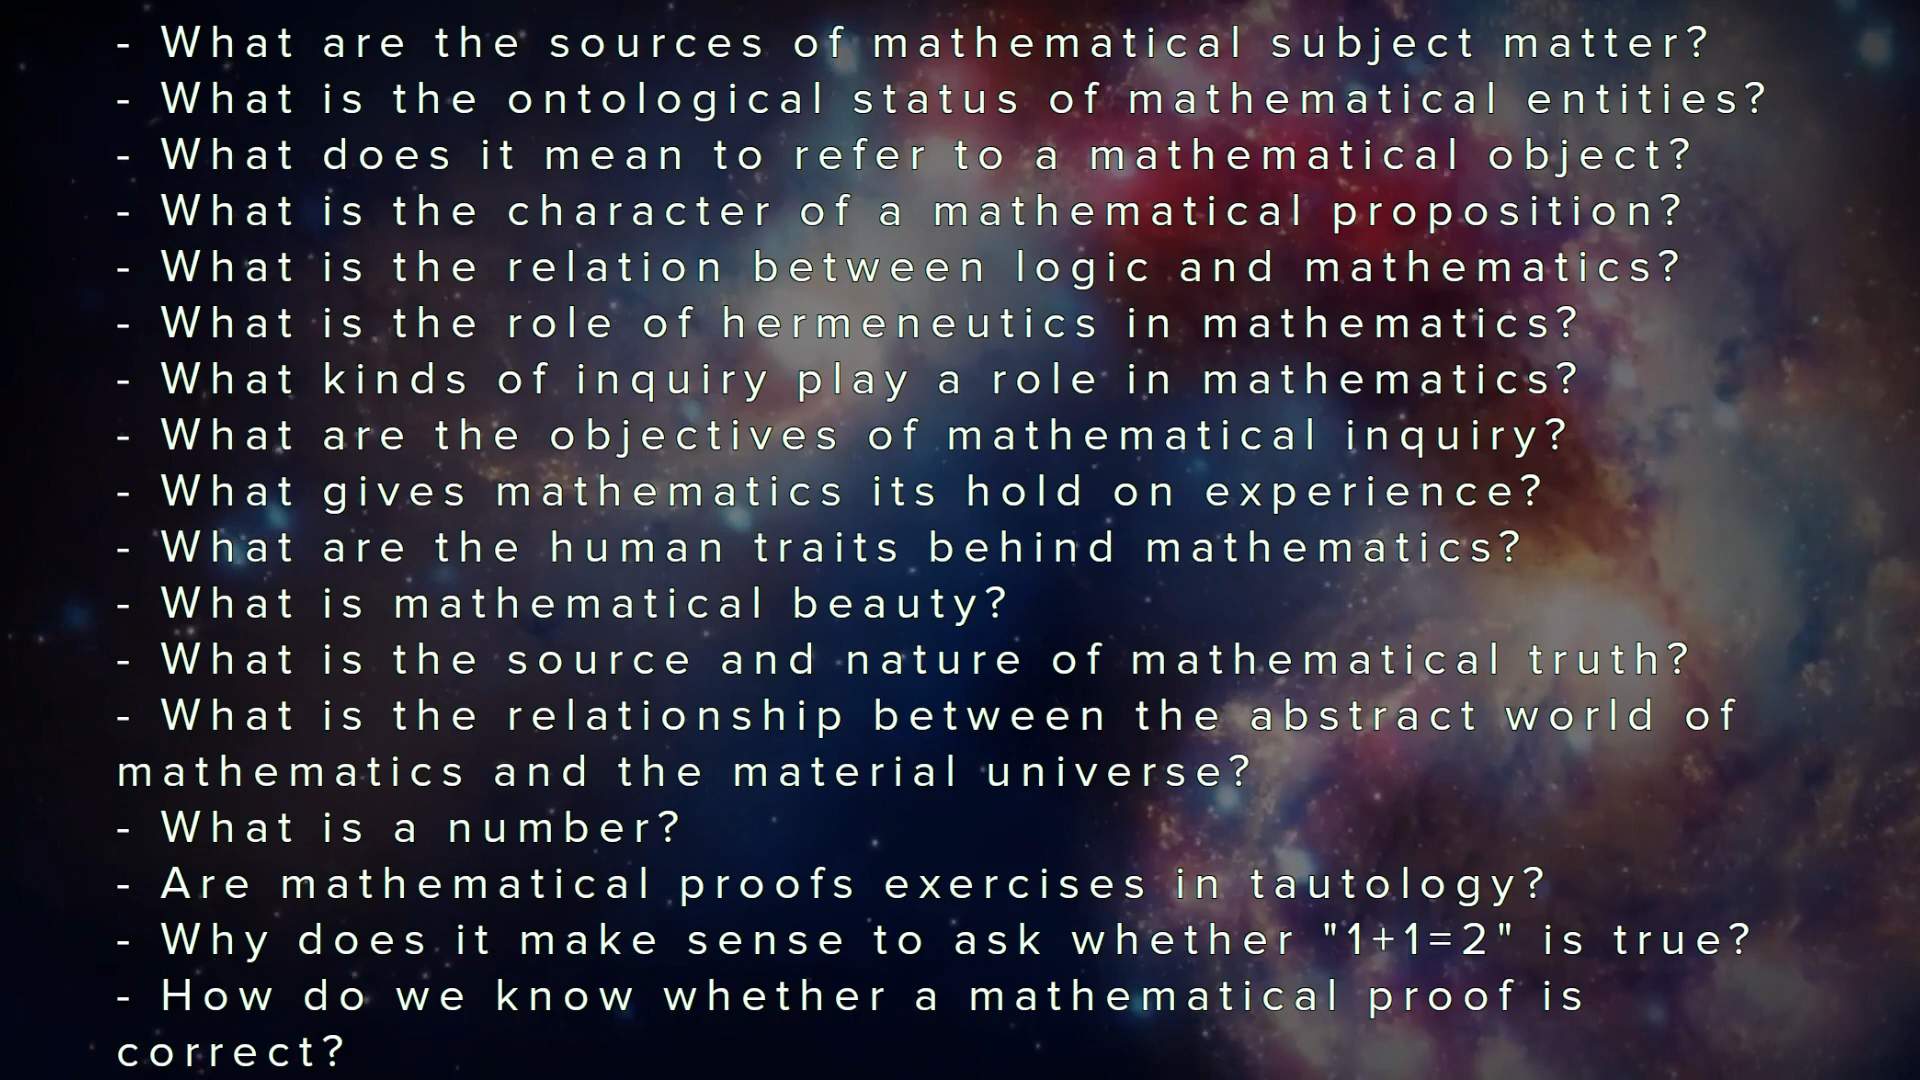 - What are the sources of mathematical subject matter?
- What is the ontological status of mathematical entities?
- What does it mean to refer to a mathematical object?
- What is the character of a mathematical proposition?
- What is the relation between logic and mathematics?
- What is the role of hermeneutics in mathematics?
- What kinds of inquiry play a role in mathematics?
- What are the objectives of mathematical inquiry?
- What gives mathematics its hold on experience?
- What are the human traits behind mathematics?
- What is mathematical beauty?
- What is the source and nature of mathematical truth?
- What is the relationship between the abstract world of
mathematics and the material universe?
- What is a number?
- Are mathematical proofs exercises in tautology?
- Why does it make sense to ask whether "1+1=2" is true?
- How do we know whether a mathematical proof is
correct?